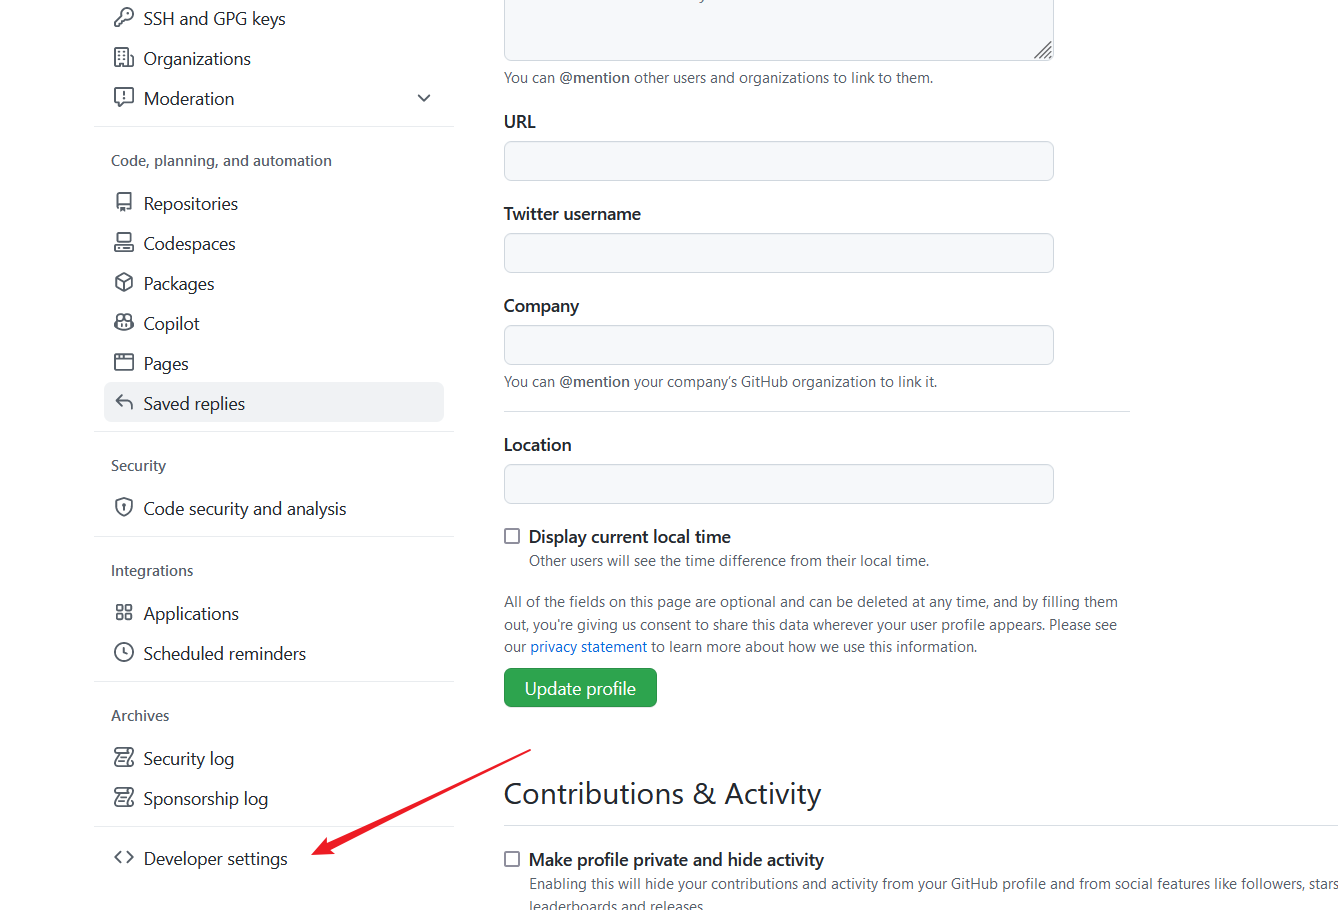 SSH and GPG keys
Organizations
Moderation
Code, planning, and automation
Repositories
Codespaces
Packages
Copilot
Pages
Saved replies
Security
Code security and analysis
Integrations
Applications
Scheduled reminders
Archives
Security log
Sponsorship log
Developer settings
You can @mention other users and organizations to link to them.
URL
Twitter username
Company
You can @mention your company's GitHub organization to link it.
Location
Display current local time
Other users will see the time difference from their local time.
All of the fields on this page are optional and can be deleted at any time, and by filling them
out, you're giving us consent to share this data wherever your user profile appears. Please see
our privacy statement to learn more about how we use this information.
Update profile
Contributions & Activity
Make profile private and hide activity
Enabling this will hide your contributions and activity from your GitHub profile and from social features like followers, stars
leaderboards and releases.